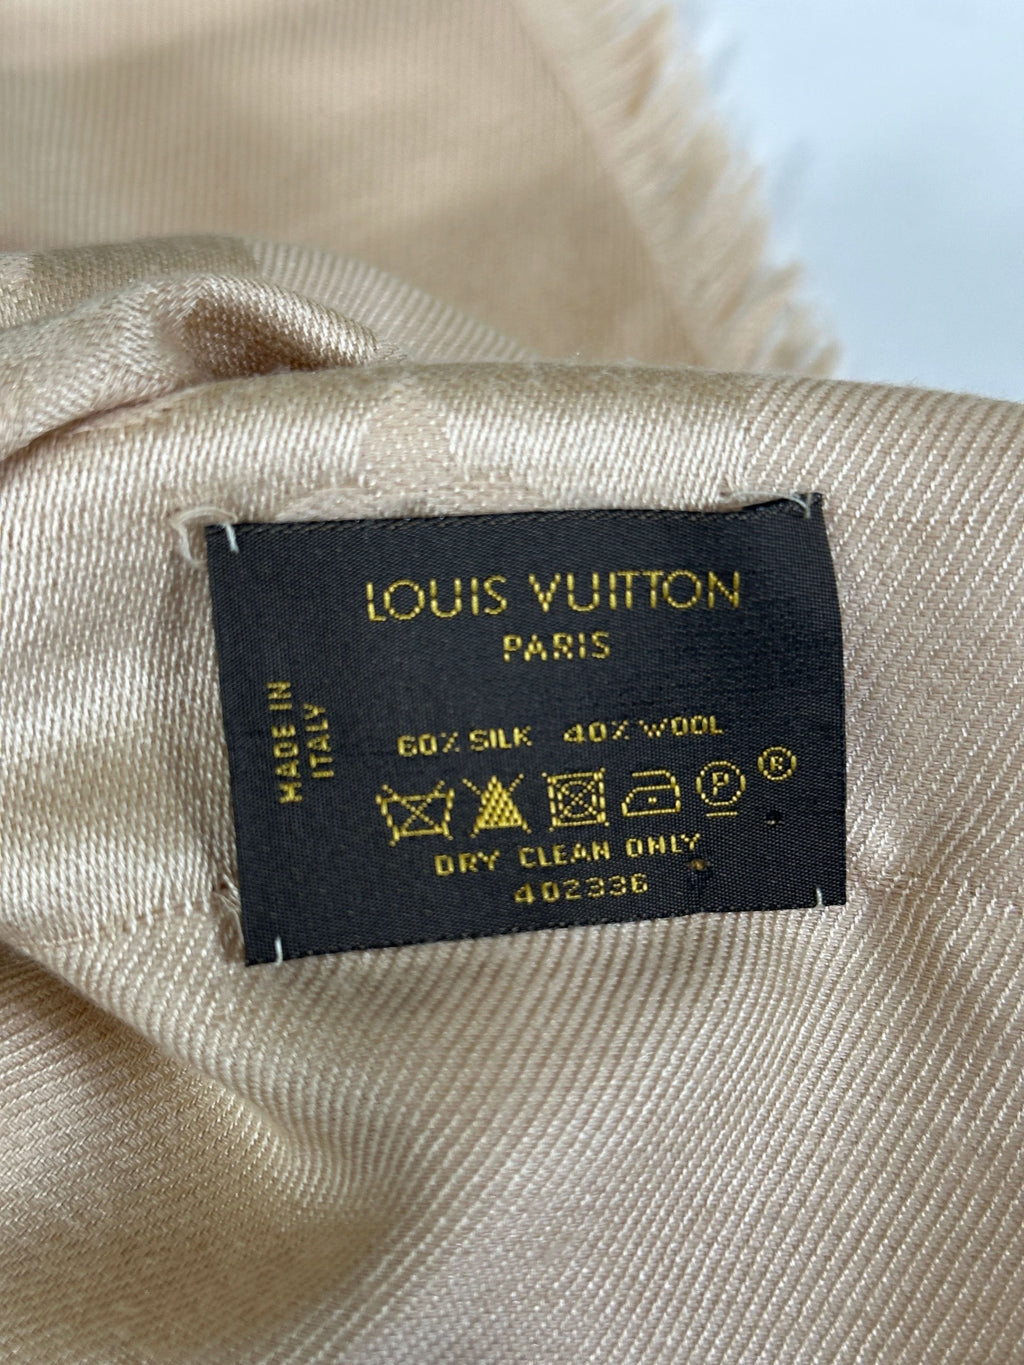 LOUIS VUITTON
PARIS
MADE IN
ITALY
60% SILK 40% WOOL
P ®
DRY CLEAN ONLY
402336